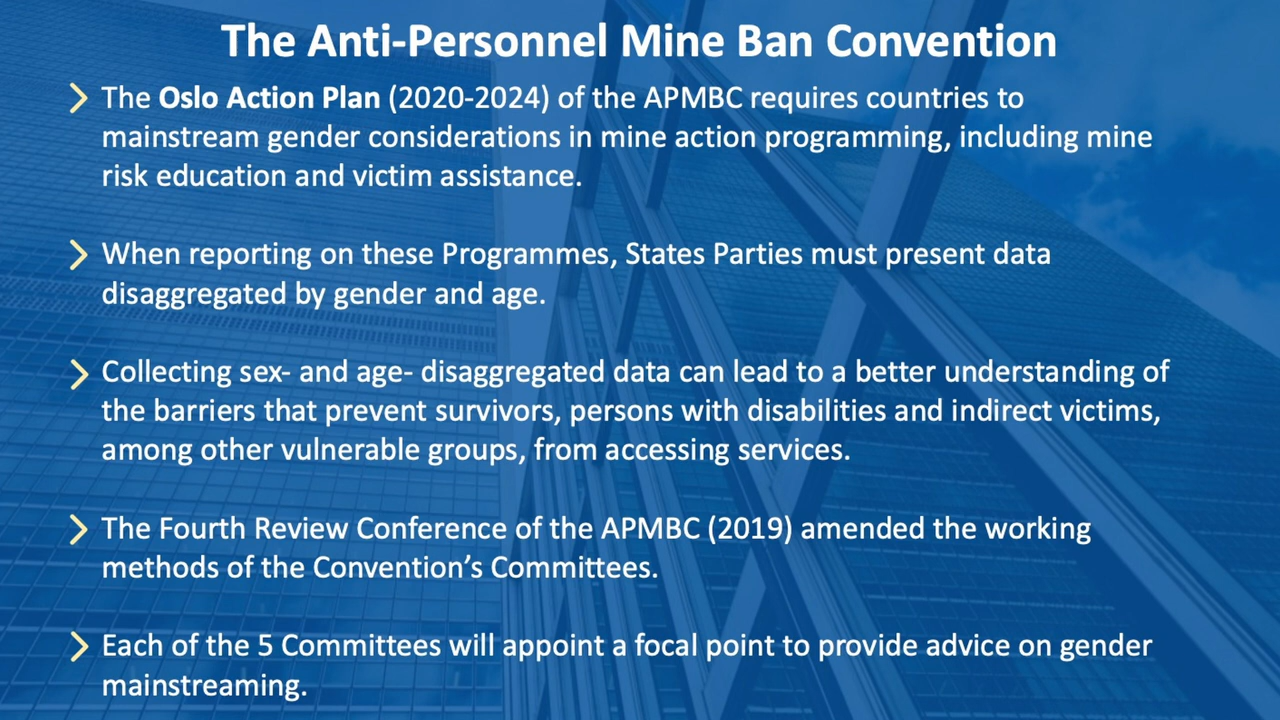 The Anti-Personnel Mine Ban Convention
The Oslo Action Plan (2020-2024) of the APMBC requires countries to
mainstream gender considerations in mine action programming, including mine
risk education and victim assistance.
When reporting on these Programmes, States Parties must present data
disaggregated by gender and age.
Collecting sex- and age- disaggregated data can lead to a better understanding of
the barriers that prevent survivors, persons with disabilities and indirect victims,
among other vulnerable groups, from accessing services.
The Fourth Review Conference of the APMBC (2019) amended the working
methods of the Convention’s Committees.
Each of the 5 Committees will appoint a focal point to provide advice on gender
mainstreaming.